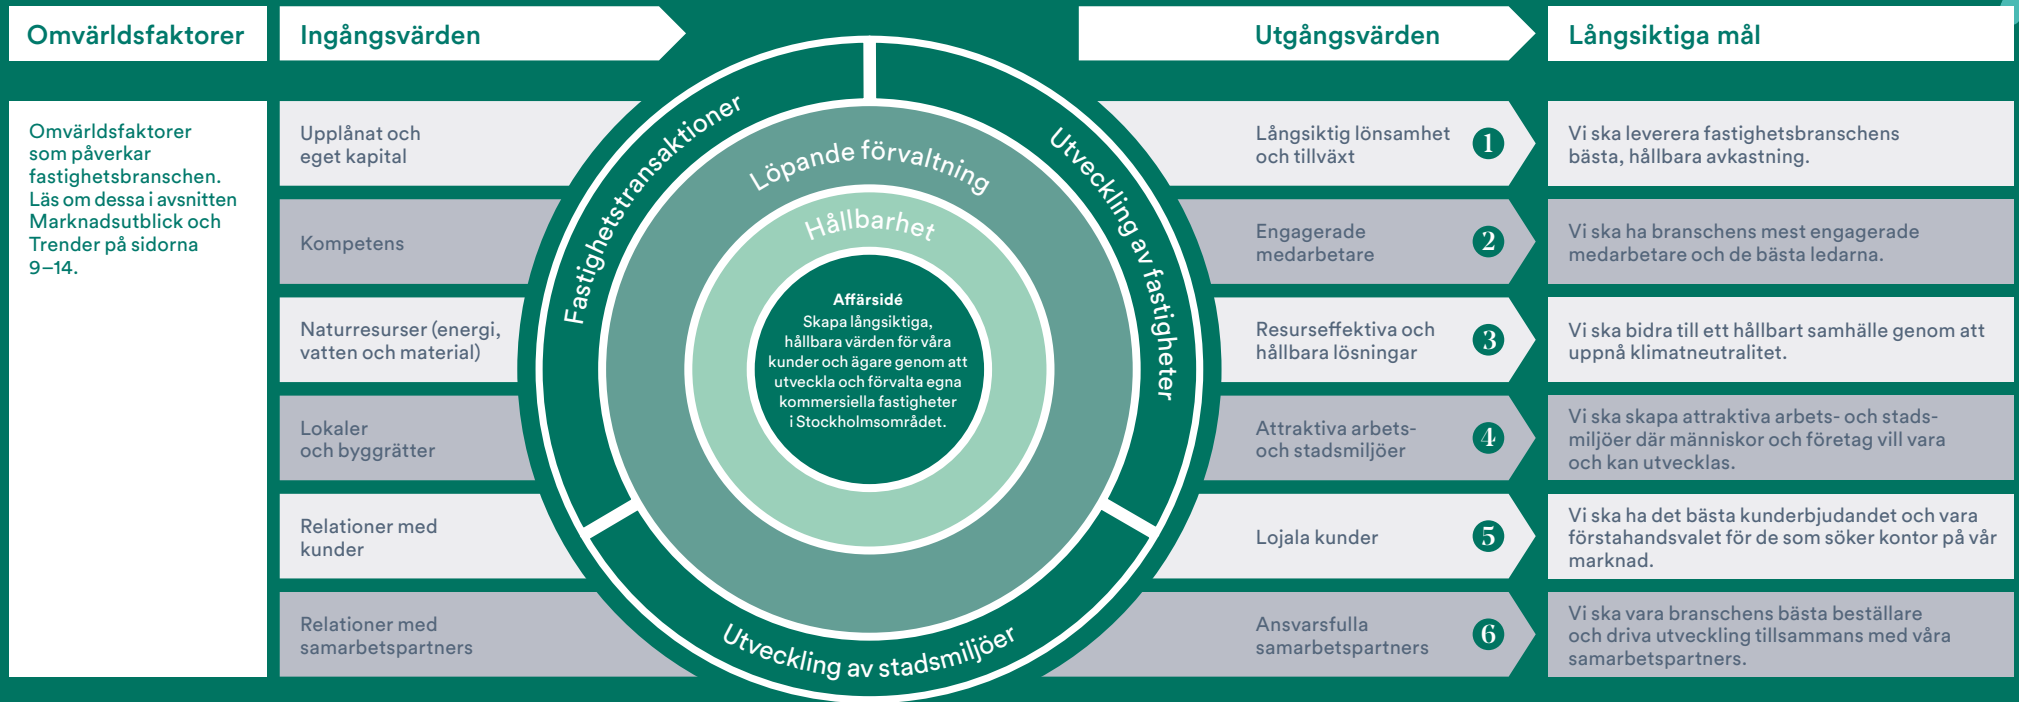 Omvärldsfaktorer
Ingångsvärden
Utgångsvärden
Långsiktiga mål
Omvärldsfaktorer
som påverkar
fastighetsbranschen.
Läs om dessa i avsnitten
Marknadsutblick och
Trender på sidorna
9–14.
Upplånat och
eget kapital
Kompetens
Naturresurser (energi,
vatten och material)
Lokaler
och byggrätter
Relationer med
kunder
Relationer med
samarbetspartners
Fastighetstransaktioner
Utveckling av fastigheter
Utveckling av stadsmiljöer
Löpande förvaltning
Hållbarhet
Affärsidé
Skapa långsiktiga,
hållbara värden för våra
kunder och ägare genom att
utveckla och förvalta egna
kommersiella fastigheter
i Stockholmsområdet.
Långsiktig lönsamhet
och tillväxt
1
Vi ska leverera fastighetsbranschens
bästa, hållbara avkastning.
Engagerade
medarbetare
2
Vi ska ha branschens mest engagerade
medarbetare och de bästa ledarna.
Resurseffektiva och
hållbara lösningar
3
Vi ska bidra till ett hållbart samhälle genom att
uppnå klimatneutralitet.
Attraktiva arbets-
och stadsmiljöer
4
Vi ska skapa attraktiva arbets- och stads-
miljöer där människor och företag vill vara
och kan utvecklas.
Lojala kunder
5
Vi ska ha det bästa kunderbjudandet och vara
förstahandsvalet för de som söker kontor på vår
marknad.
Ansvarsfulla
samarbetspartners
6
Vi ska vara branschens bästa beställare
och driva utveckling tillsammans med våra
samarbetspartners.